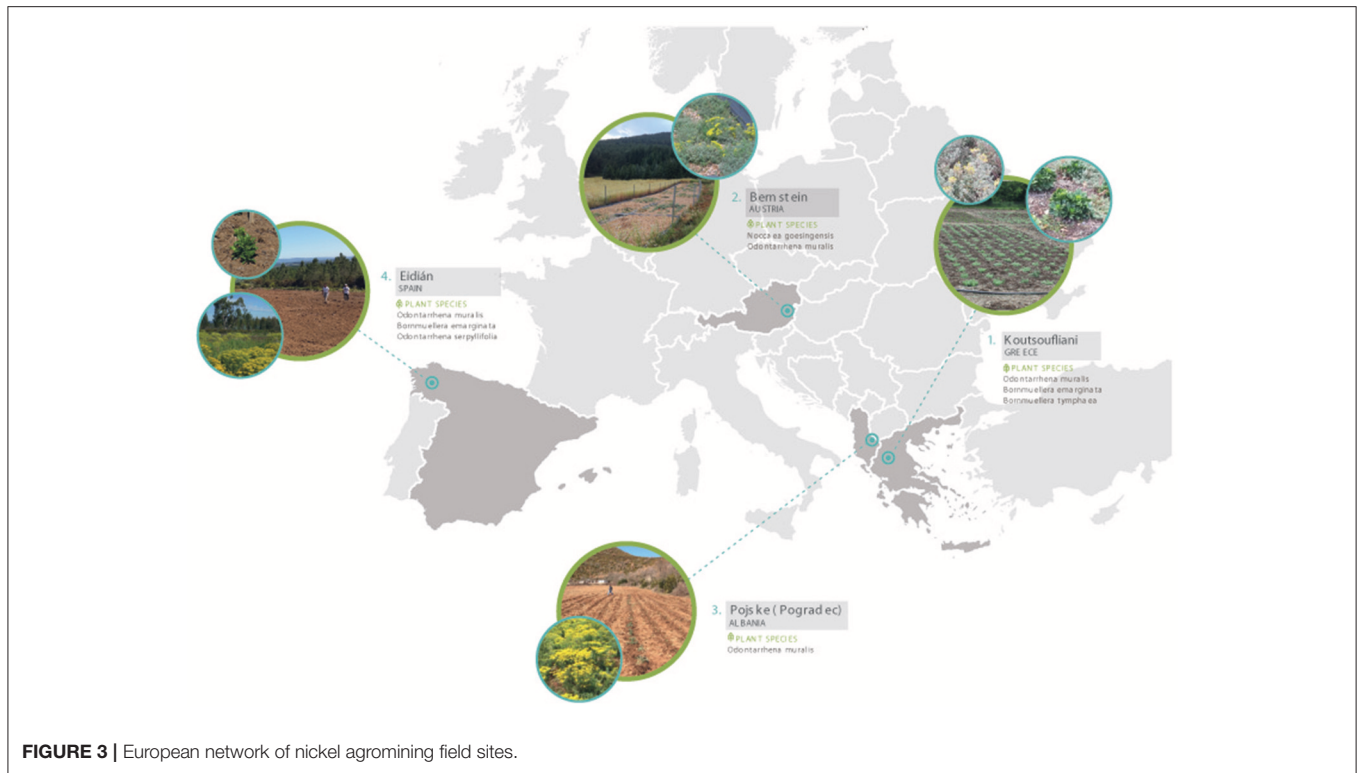 2. Bernstein
AUSTRIA
PLANT SPECIES
Noccaea goesingensis
Odontarrhena muralis
4. Eidián
SPAIN
PLANT SPECIES
Odontarrhena muralis
Bornmuellera emarginata
Odontarrhena serpyllifolia
1. Koutsoufliani
GREECE
PLANT SPECIES
Odontarrhena muralis
Bornmuellera emarginata
Bornmuellera tymphaea
3. Pojske (Pogradec)
ALBANIA
PLANT SPECIES
Odontarrhena muralis
FIGURE 3 | European network of nickel agromining field sites.